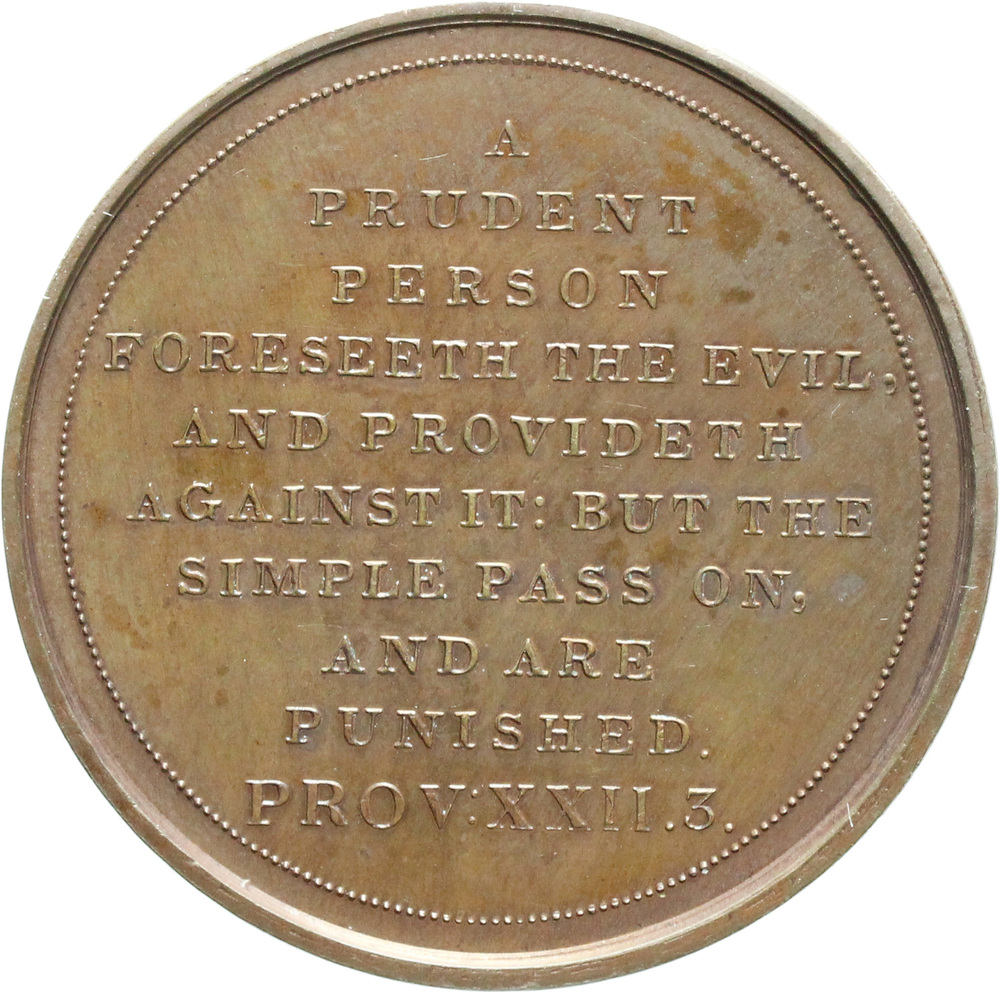 A
PRUDENT
PERSON
FORESEETH THE EVIL,
AND PROVIDETH
AGAINST IT: BUT THE
SIMPLE PASS ON,
AND ARE
PUNISHED.
PROV:XXII.3.